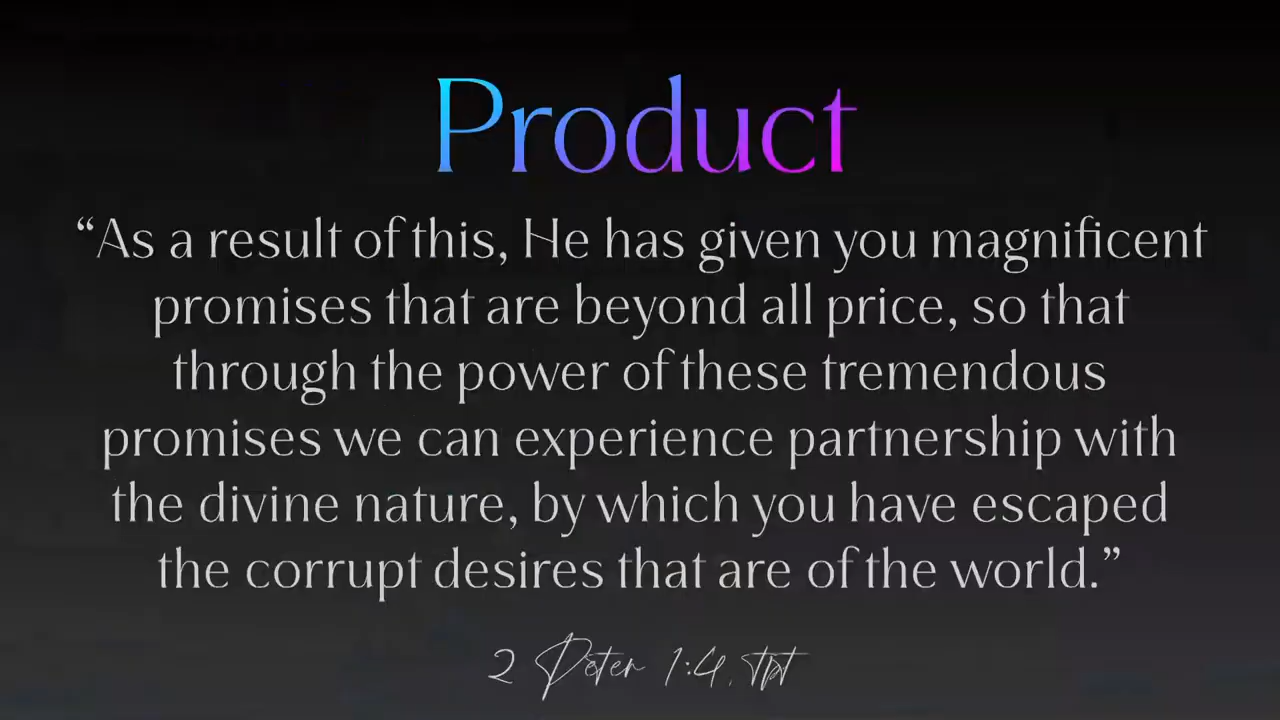 Product
“As a result of this, He has given you magnificent
promises that are beyond all price, so that
through the power of these tremendous
promises we can experience partnership with
the divine nature, by which you have escaped
the corrupt desires that are of the world.”
2 Peter 1:4, tpt